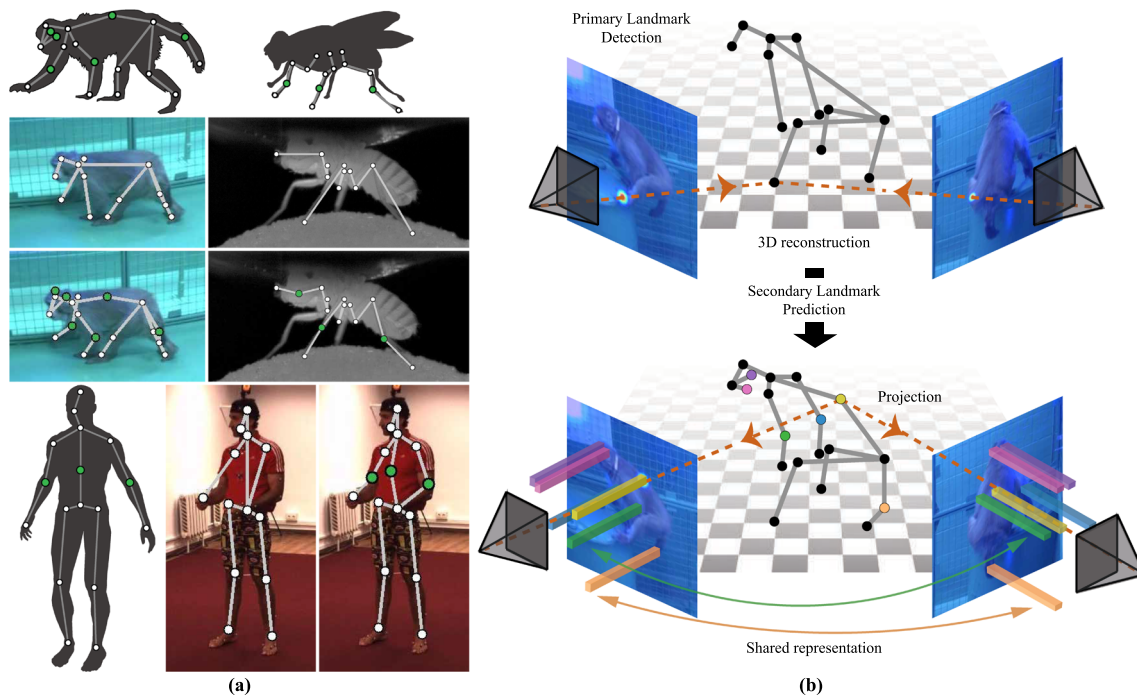 Primary Landmark
Detection
3D reconstruction
Secondary Landmark
Prediction
Projection
Shared representation
(a)
(b)